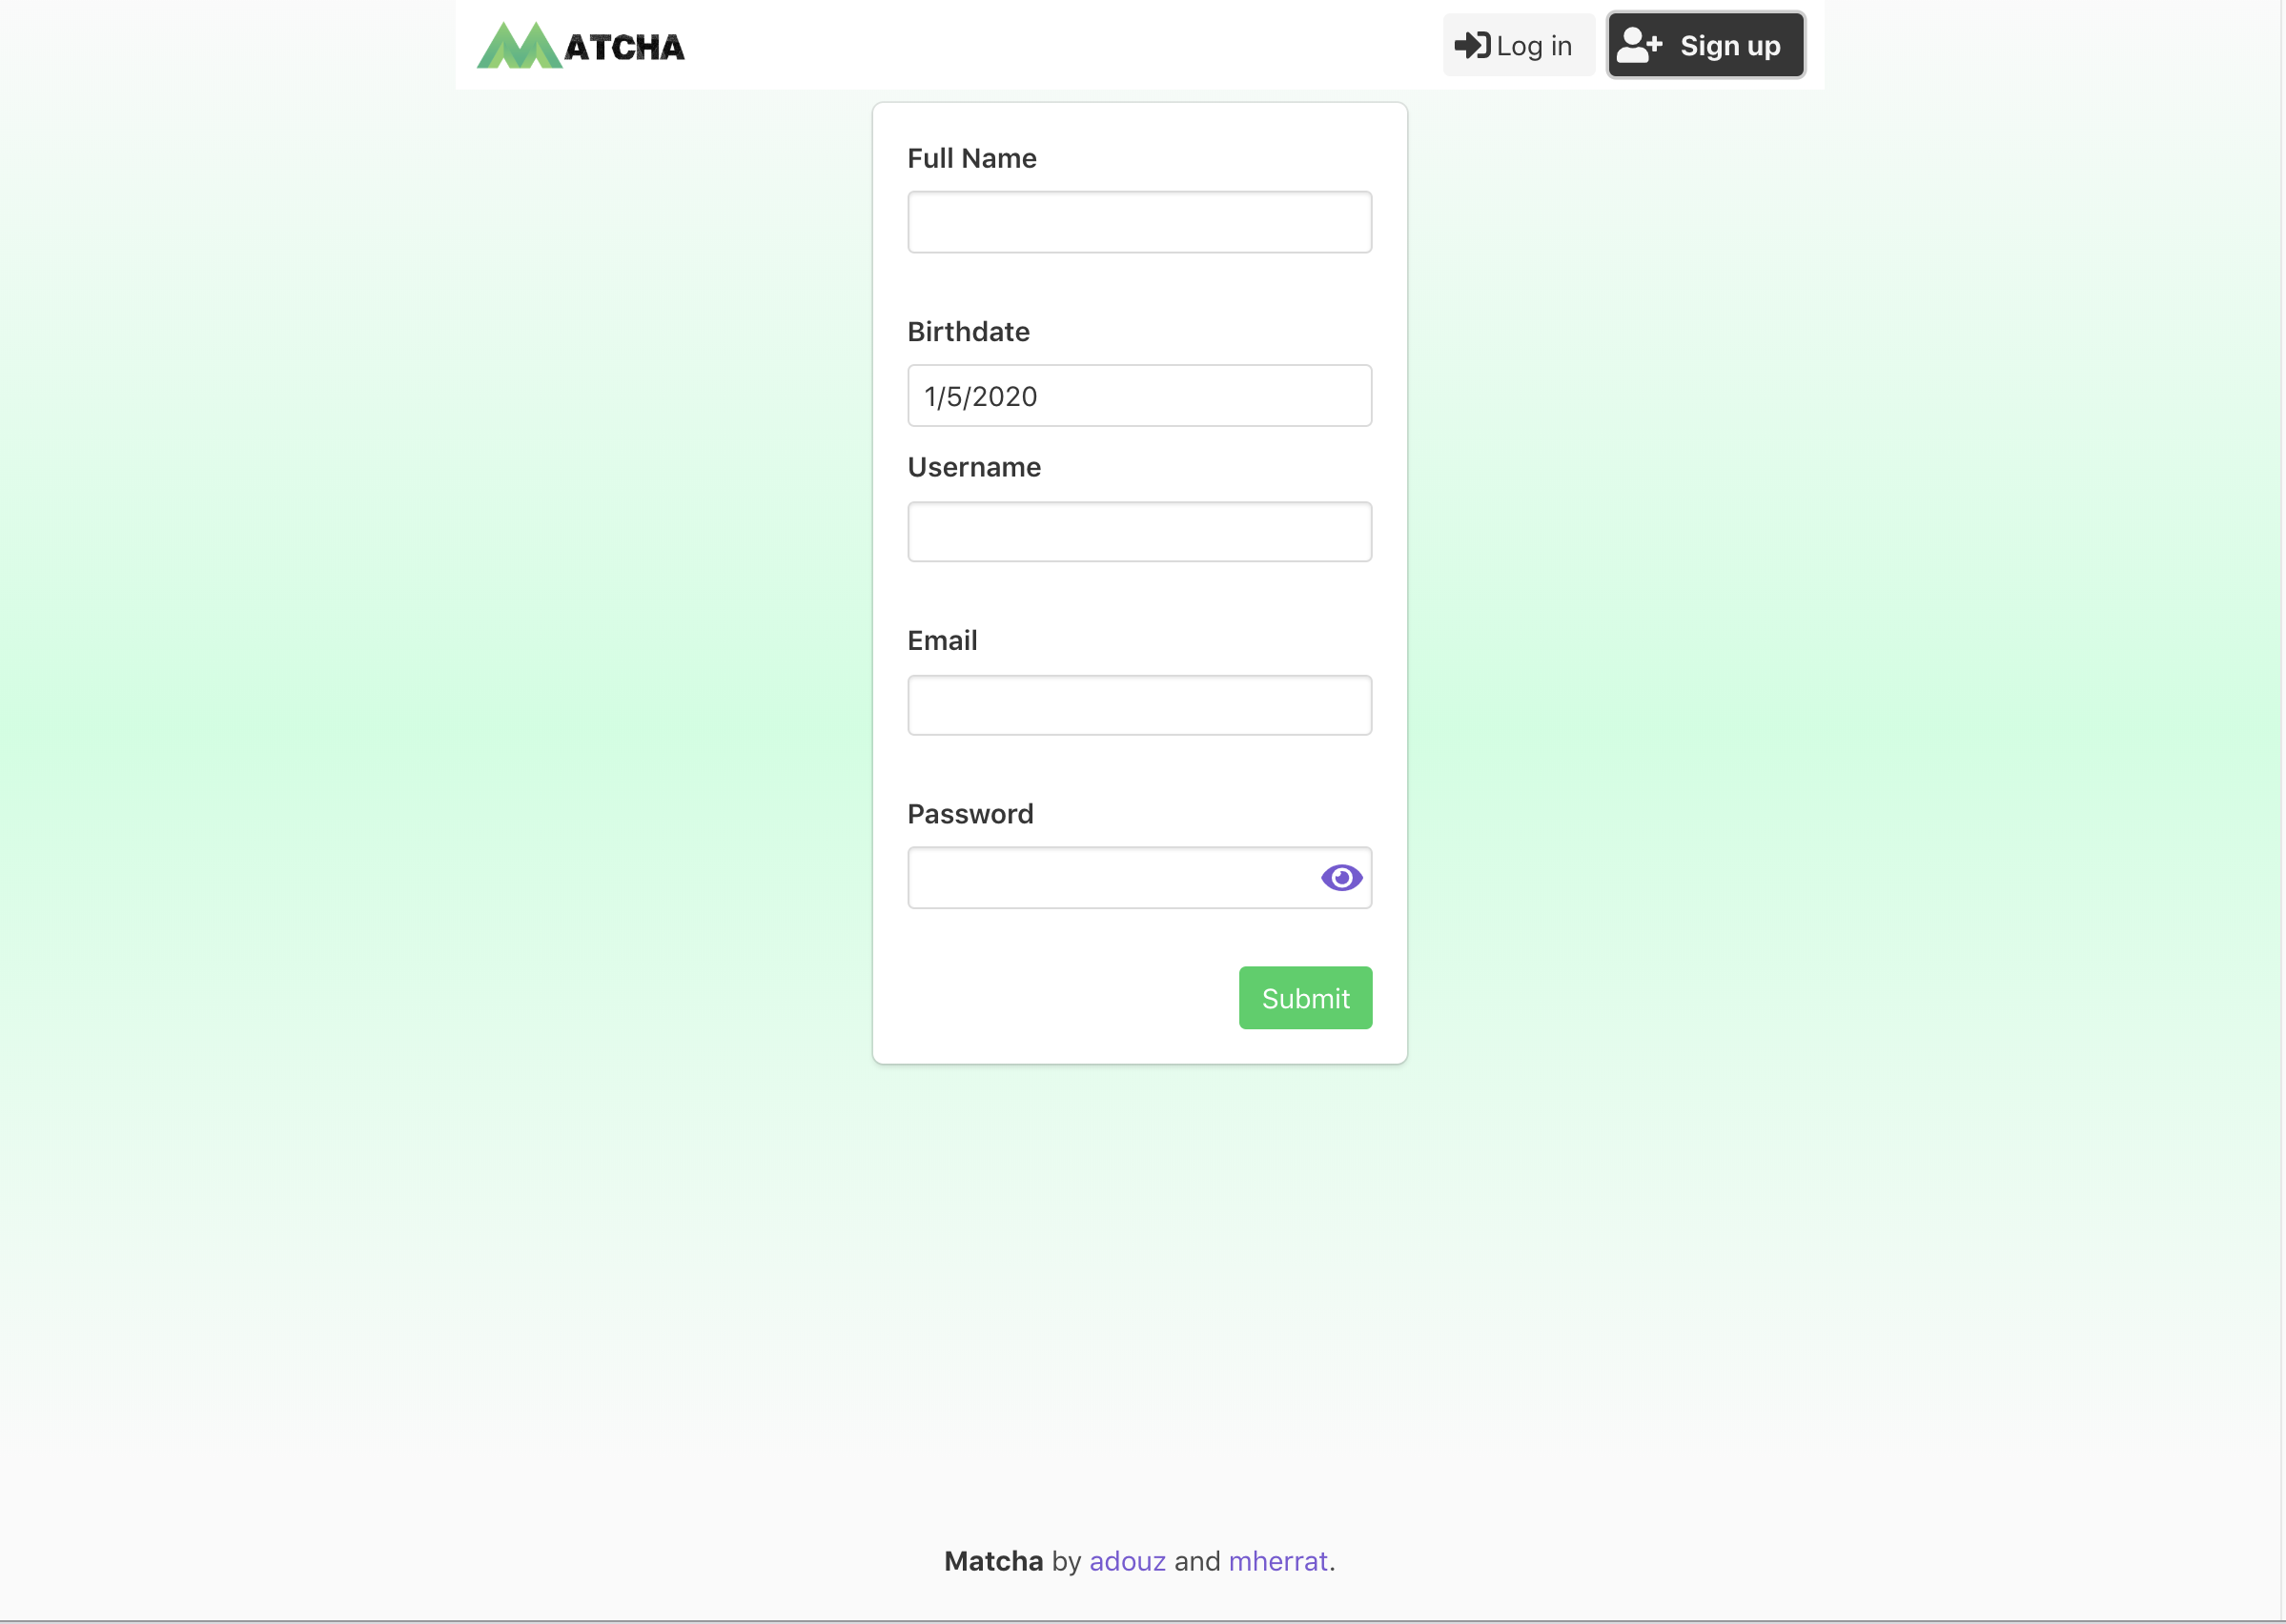 MATCHA
Log in
Sign up
Full Name
Birthdate
1/5/2020
Username
Email
Password
Submit
Matcha by adouz and mherrat.